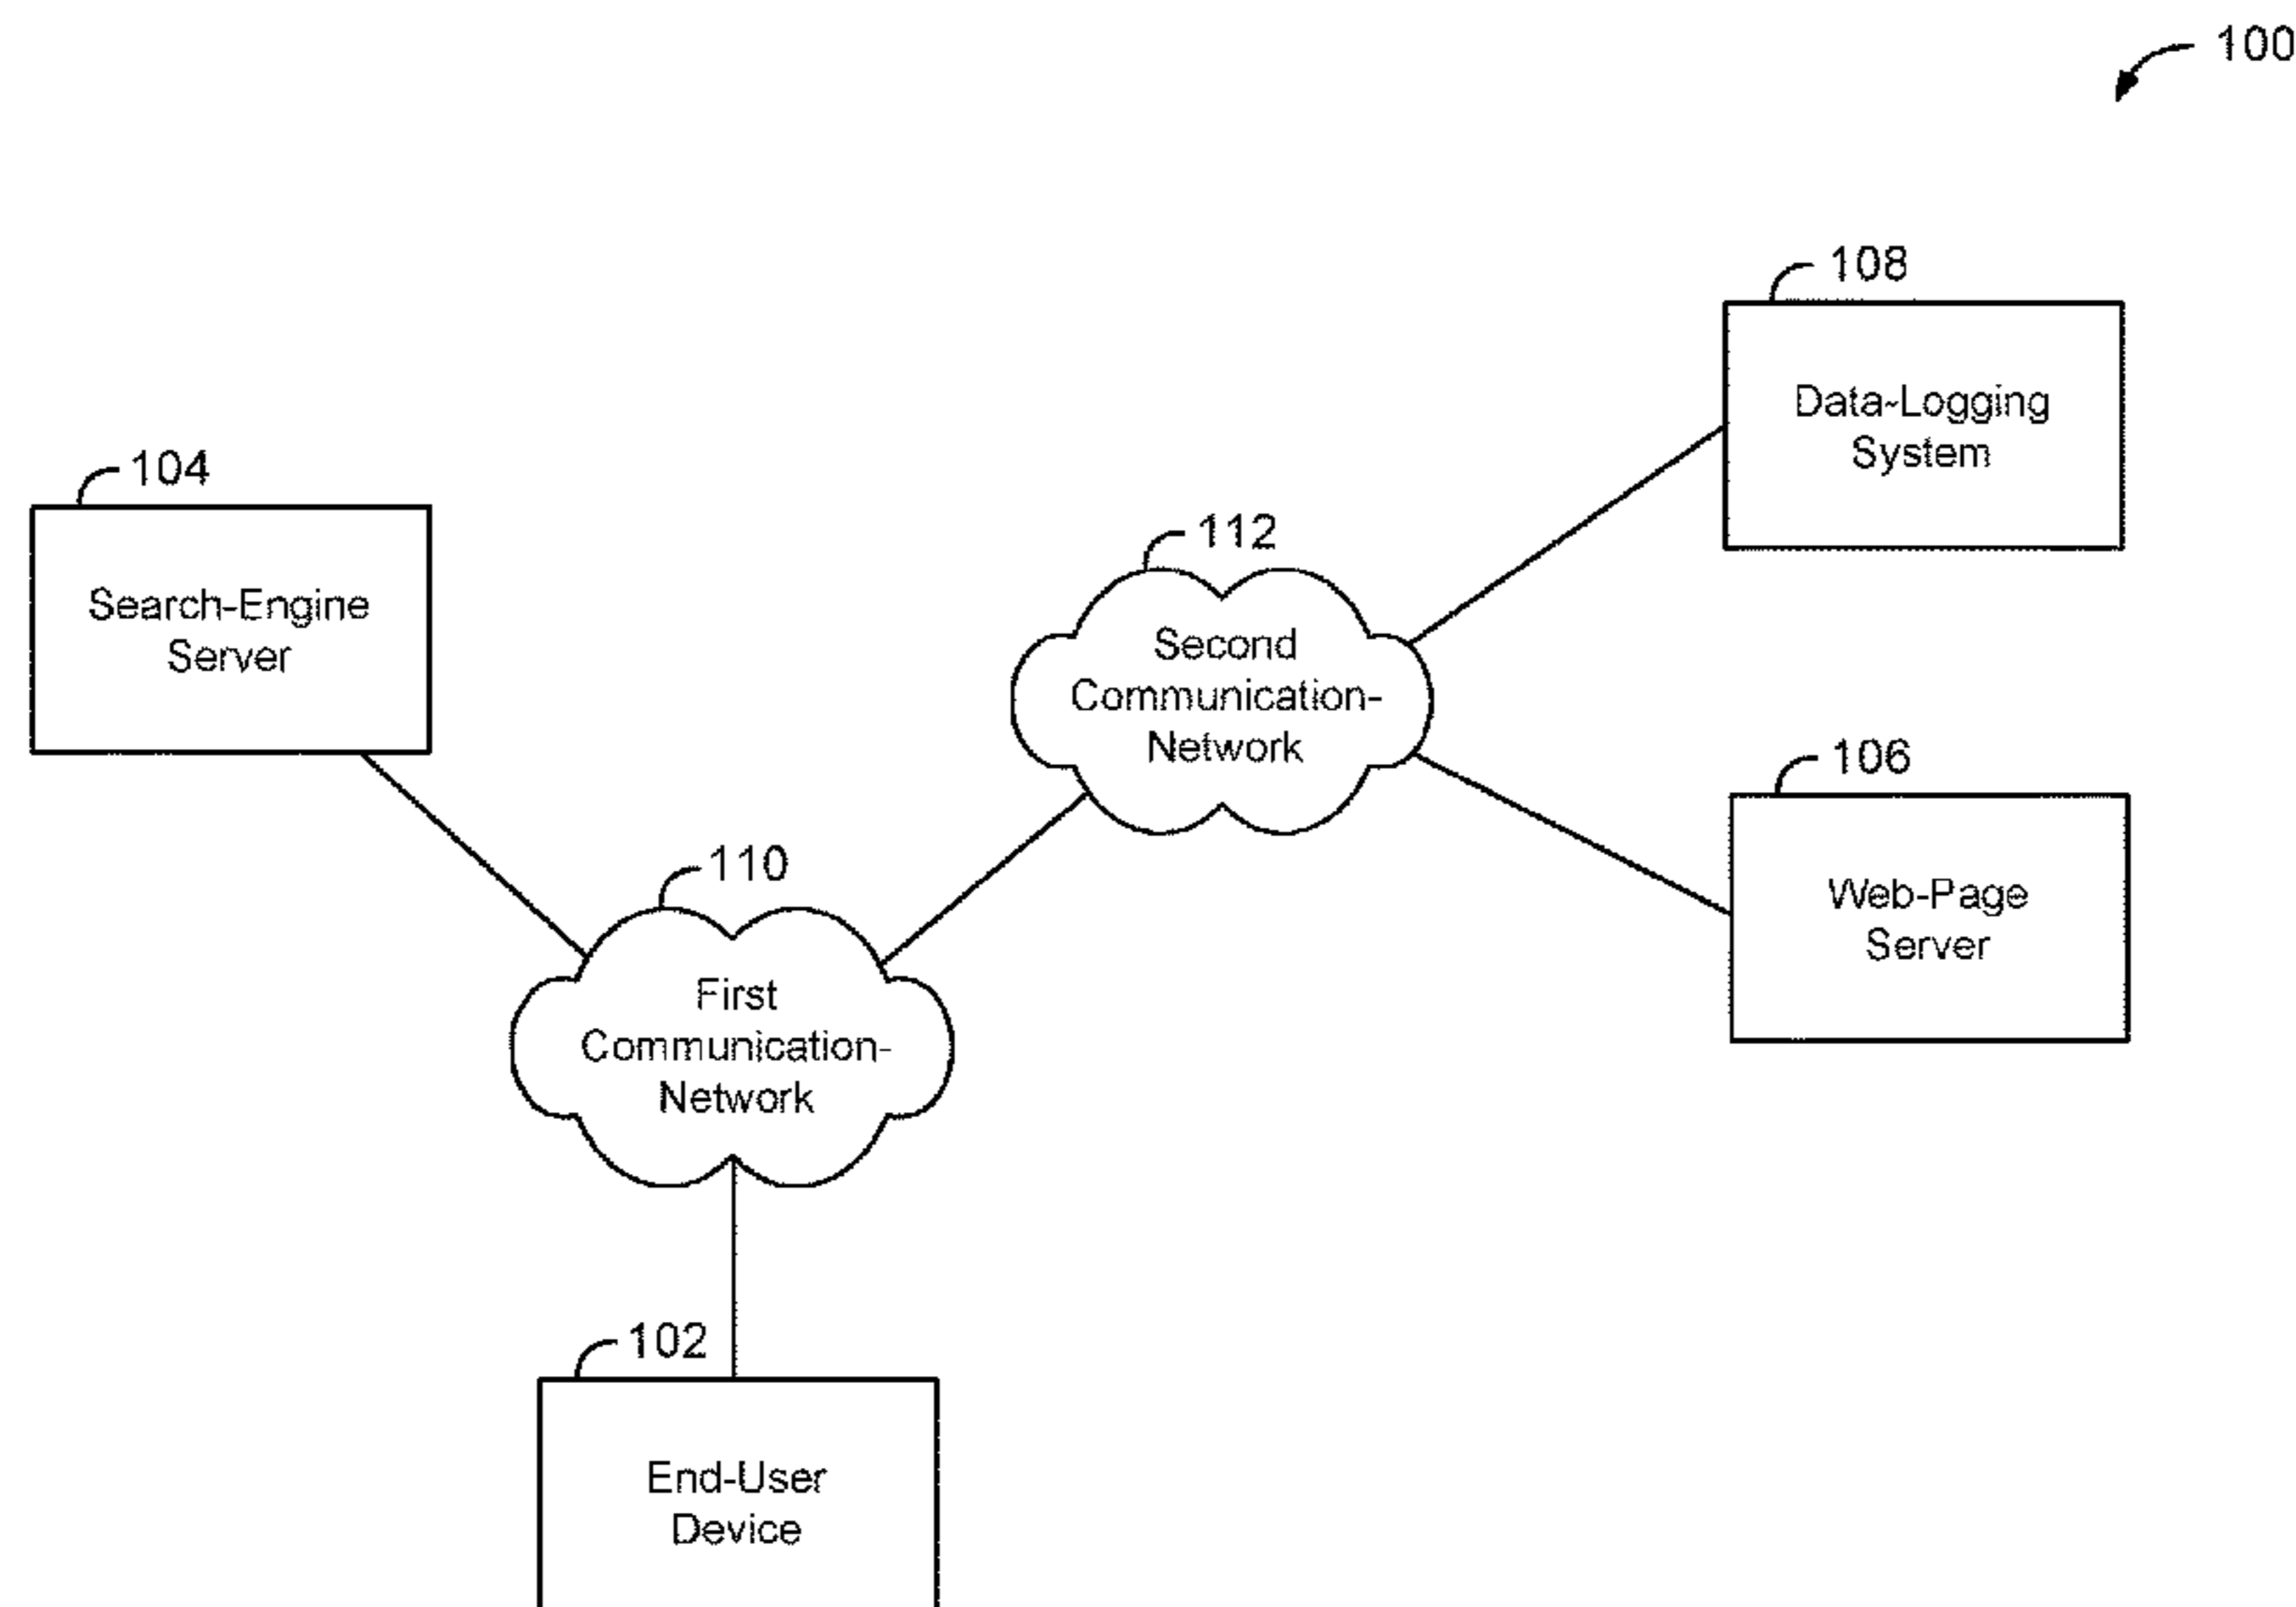 100
108
Data-Logging
System
104
Search-Engine
Server
112
Second
Communication-
Network
106
Web-Page
Server
110
First
Communication-
Network
102
End-User
Device